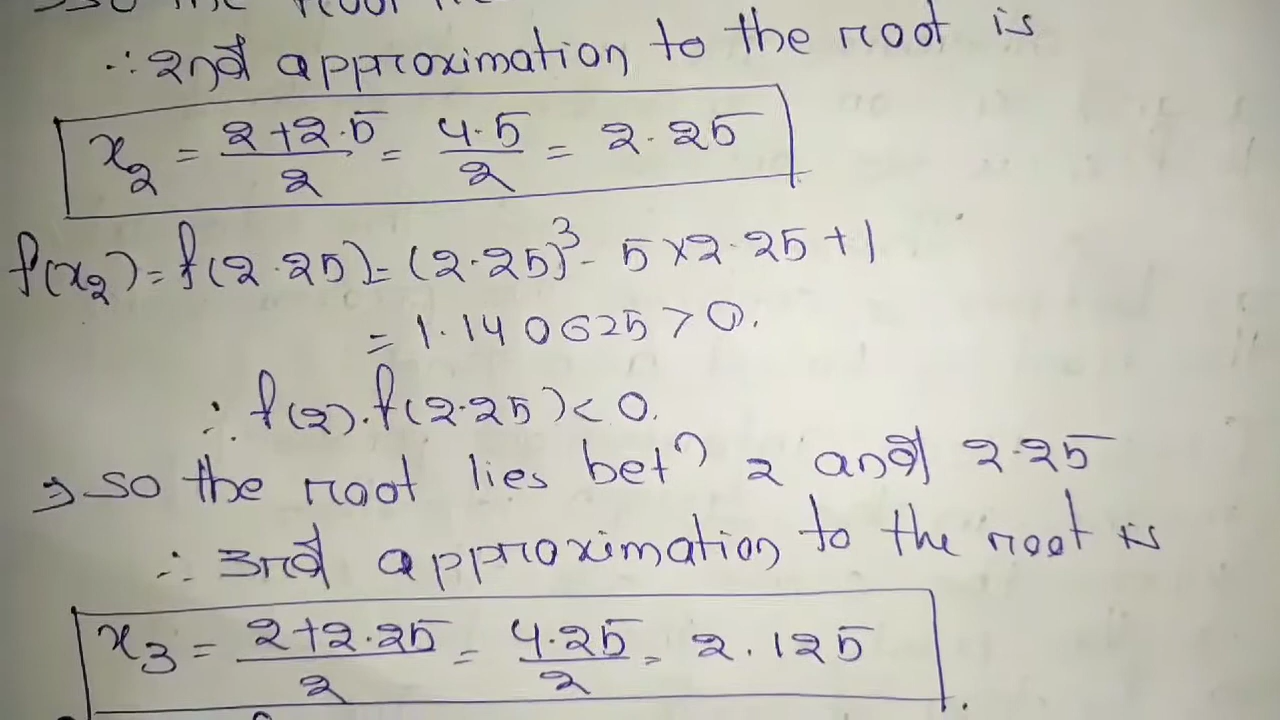 ∴ 2nd approximation to the root is
x₂ = (2+2.5)/2 = 4.5/2 = 2.25
f(x₂) = f(2.25) = (2.25)³ - 5×2.25+1
= 1.140625 > 0.
∴ f(2).f(2.25) < 0.
⇒ so the root lies betⁿ 2 and 2.25
∴ 3rd approximation to the root is
x₃ = (2+2.25)/2 = 4.25/2 = 2.125